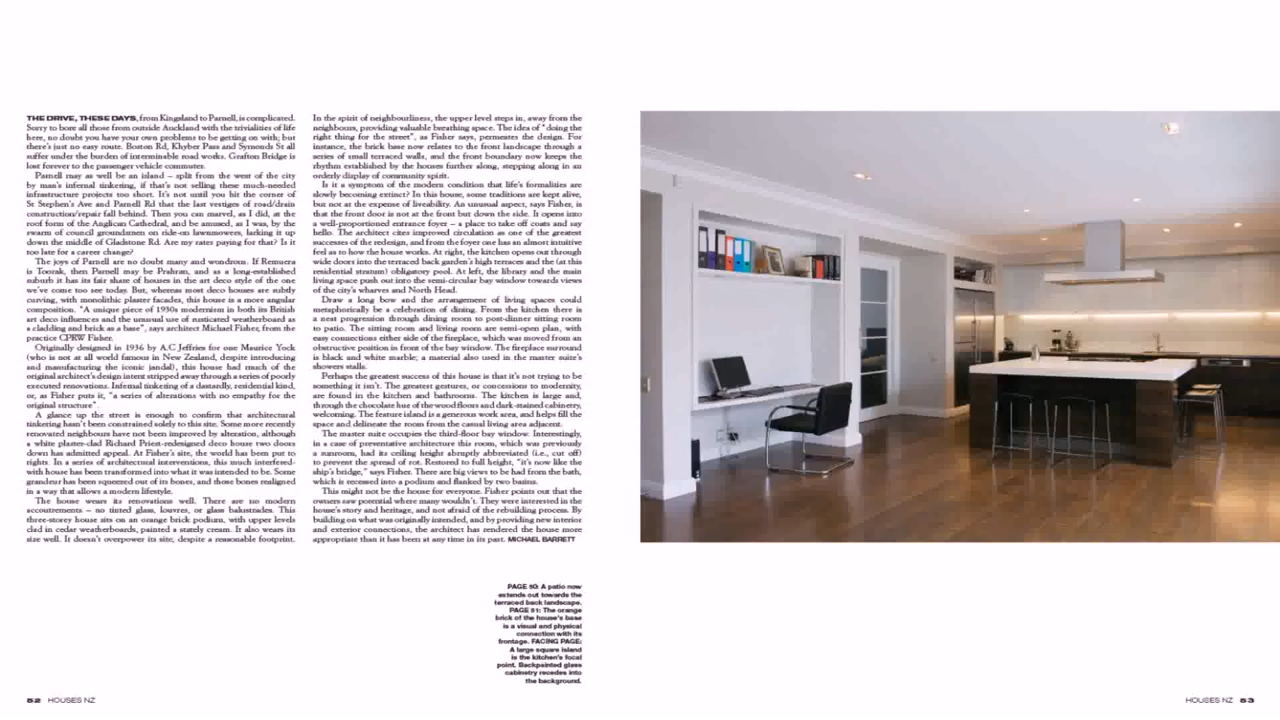 THE DRIVE, THESE DAYS, from Kingsland to Parnell, is complicated.
Sorry to bore all those from outside Auckland with the trivialities of life
here, no doubt you have your own problems to be getting on with; but
there's just no easy route. Boston Rd, Khyber Pass and Symonds St all
suffer under the burden of interminable road works. Grafton Bridge is
lost forever to the passenger vehicle commuter.
Parnell may as well be an island – split from the west of the city
by man's infernal tinkering, if that's not selling these much-needed
infrastructure projects too short. It's not until you hit the corner of
St Stephen's Ave and Parnell Rd that the last vestiges of road/drain
construction/repair fall behind. Then you can marvel, as I did, at the
roof form of the Anglican Cathedral, and be amused, as I was, by the
swarm of council groundsmen on ride-on lawnmowers, larking it up
down the middle of Gladstone Rd. Are my rates paying for that? Is it
too late for a career change?
The joys of Parnell are no doubt many and wondrous. If Remuera
is Toorak, then Parnell may be Prahran, and as a long-established
suburb it has its fair share of houses in the art deco style of the one
we've come too see today. But, whereas most deco houses are subtly
curving, with monolithic plaster facades, this house is a more angular
composition. "A unique piece of 1930s modernism in both its British
art deco influences and the unusual use of rusticated weatherboard as
a cladding and brick as a base", says architect Michael Fisher, from the
practice CPRW Fisher.
Originally designed in 1936 by A.C Jeffries for one Maurice Yock
(who is not at all world famous in New Zealand, despite introducing
and manufacturing the iconic jandal), this house had much of the
original architect's design intent stripped away through a series of poorly
executed renovations. Infernal tinkering of a dastardly, residential kind,
or, as Fisher puts it, "a series of alterations with no empathy for the
original structure".
A glance up the street is enough to confirm that architectural
tinkering hasn't been constrained solely to this site. Some more recently
renovated neighbours have not been improved by alteration, although
a white plaster-clad Richard Priest-redesigned deco house two doors
down has admitted appeal. At Fisher's site, the world has been put to
rights. In a series of architectural interventions, this much interfered-
with house has been transformed into what it was intended to be. Some
grandeur has been squeezed out of its bones, and those bones realigned
in a way that allows a modern lifestyle.
The house wears its renovations well. There are no modern
accoutrements – no tinted glass, louvres, or glass balustrades. This
three-storey house sits on an orange brick podium, with upper levels
clad in cedar weatherboards, painted a stately cream. It also wears its
size well. It doesn't overpower its site, despite a reasonable footprint.
In the spirit of neighbourliness, the upper level steps in, away from the
neighbours, providing valuable breathing space. The idea of "doing the
right thing for the street", as Fisher says, permeates the design. For
instance, the brick base now relates to the front landscape through a
series of small terraced walls, and the front boundary now keeps the
rhythm established by the houses further along, stepping along in an
orderly display of community spirit.
Is it a symptom of the modern condition that life's formalities are
slowly becoming extinct? In this house, some traditions are kept alive,
but not at the expense of liveability. An unusual aspect, says Fisher, is
that the front door is not at the front but down the side. It opens into
a well-proportioned entrance foyer – a place to take off coats and say
hello. The architect cites improved circulation as one of the greatest
successes of the redesign, and from the foyer one has an almost intuitive
feel as to how the house works. At right, the kitchen opens out through
wide doors into the terraced back garden's high terraces and the (at this
residential stratum) obligatory pool. At left, the library and the main
living space push out into the semi-circular bay window towards views
of the city's wharves and North Head.
Draw a long bow and the arrangement of living spaces could
metaphorically be a celebration of dining. From the kitchen there is
a neat progression through dining room to post-dinner sitting room
to patio. The sitting room and living room are semi-open plan, with
easy connections either side of the fireplace, which was moved from an
obstructive position in front of the bay window. The fireplace surround
is black and white marble; a material also used in the master suite's
showers stalls.
Perhaps the greatest success of this house is that it's not trying to be
something it isn't. The greatest gestures, or concessions to modernity,
are found in the kitchen and bathrooms. The kitchen is large and,
through the chocolate hue of the wood floors and dark-stained cabinetry,
welcoming. The feature island is a generous work area, and helps fill the
space and delineate the room from the casual living area adjacent.
The master suite occupies the third-floor bay window. Interestingly,
in a case of preventative architecture this room, which was previously
a sunroom, had its ceiling height abruptly abbreviated (i.e., cut off)
to prevent the spread of rot. Restored to full height, "it's now like the
ship's bridge," says Fisher. There are big views to be had from the bath,
which is recessed into a podium and flanked by two basins.
This might not be the house for everyone. Fisher points out that the
owners saw potential where many wouldn't. They were interested in the
house's story and heritage, and not afraid of the rebuilding process. By
building on what was originally intended, and by providing new interior
and exterior connections, the architect has rendered the house more
appropriate than it has been at any time in its past. MICHAEL BARRETT
PAGE 50: A patio now
extends out towards the
terraced back landscape.
PAGE 51: The orange
brick of the house's base
is a visual and physical
connection with its
frontage. FACING PAGE:
A large square island
is the kitchen's focal
point. Backpainted glass
cabinetry recedes into
the background.
52 HOUSES NZ
HOUSES NZ 53